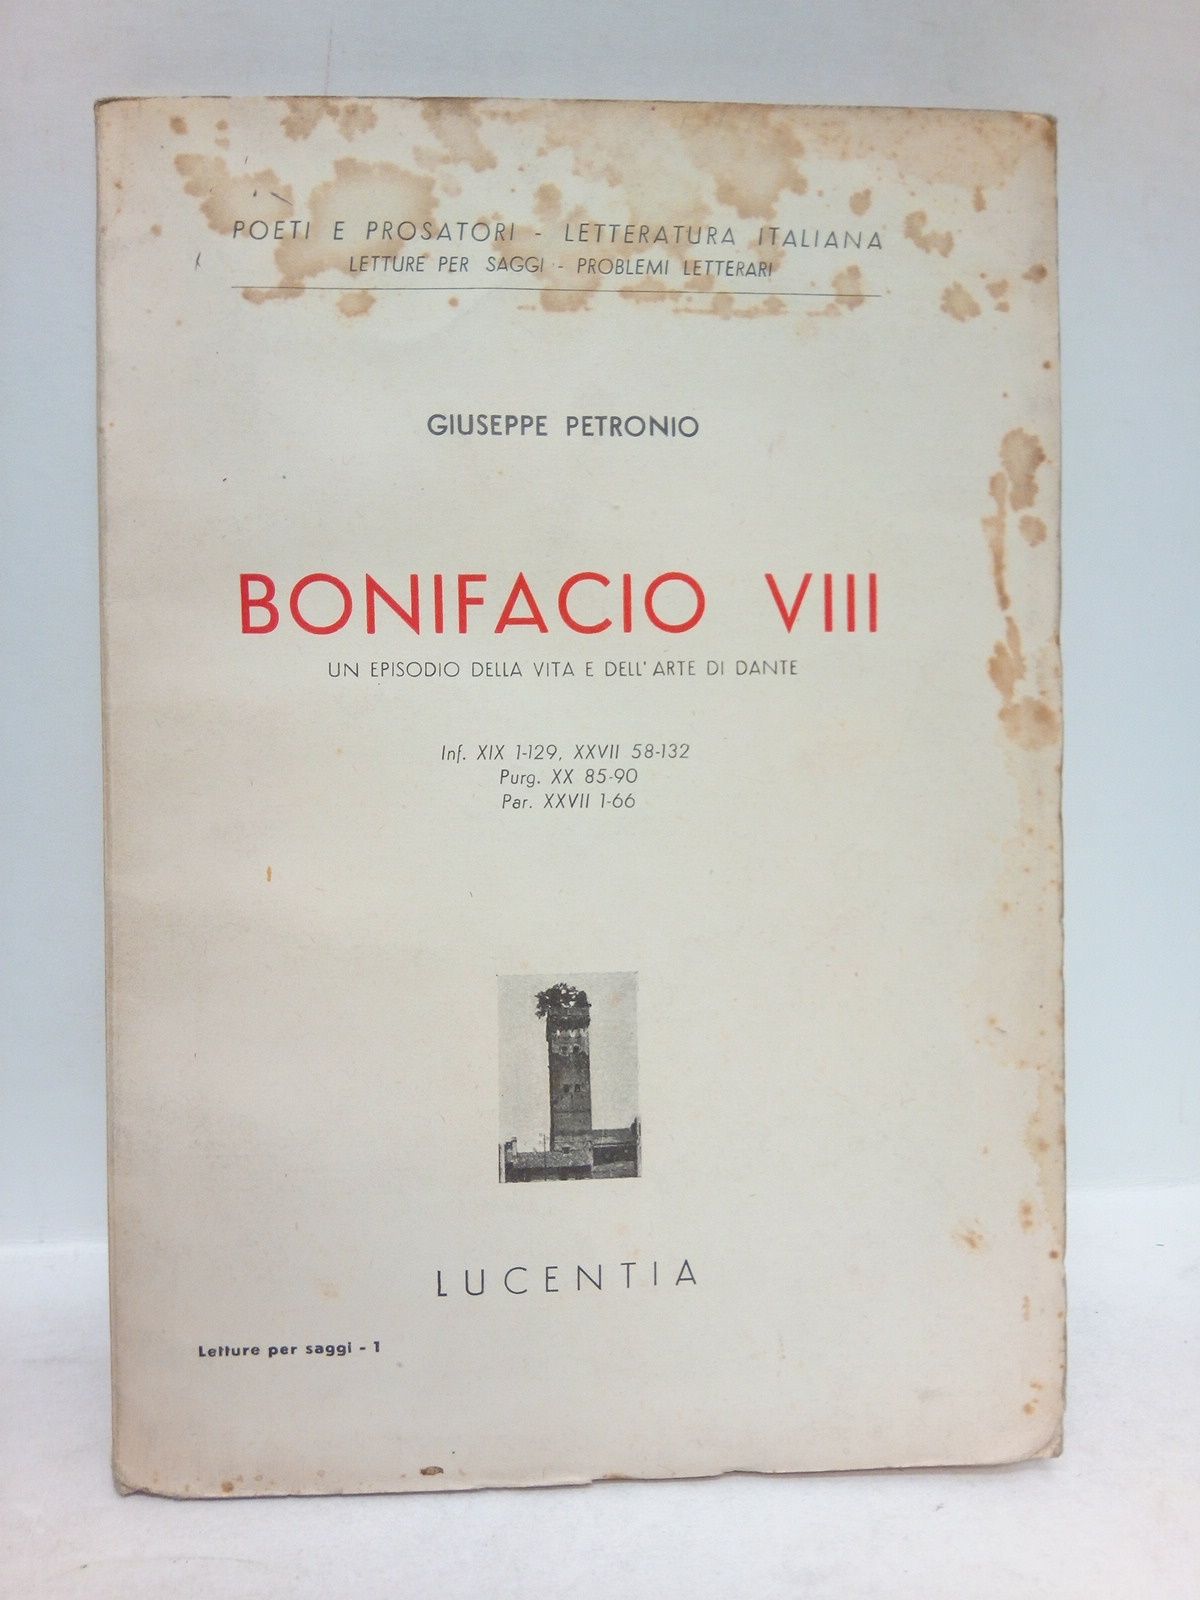 POETI E PROSATORI - LETTERATURA ITALIANA
LETTURE PER SAGGI - PROBLEMI LETTERARI
GIUSEPPE PETRONIO
BONIFACIO VIII
UN EPISODIO DELLA VITA E DELL'ARTE DI DANTE
Inf. XIX 1-129, XXVII 58-132
Purg. XX 85-90
Par. XXVII 1-66
LUCENTIA
Letture per saggi - 1